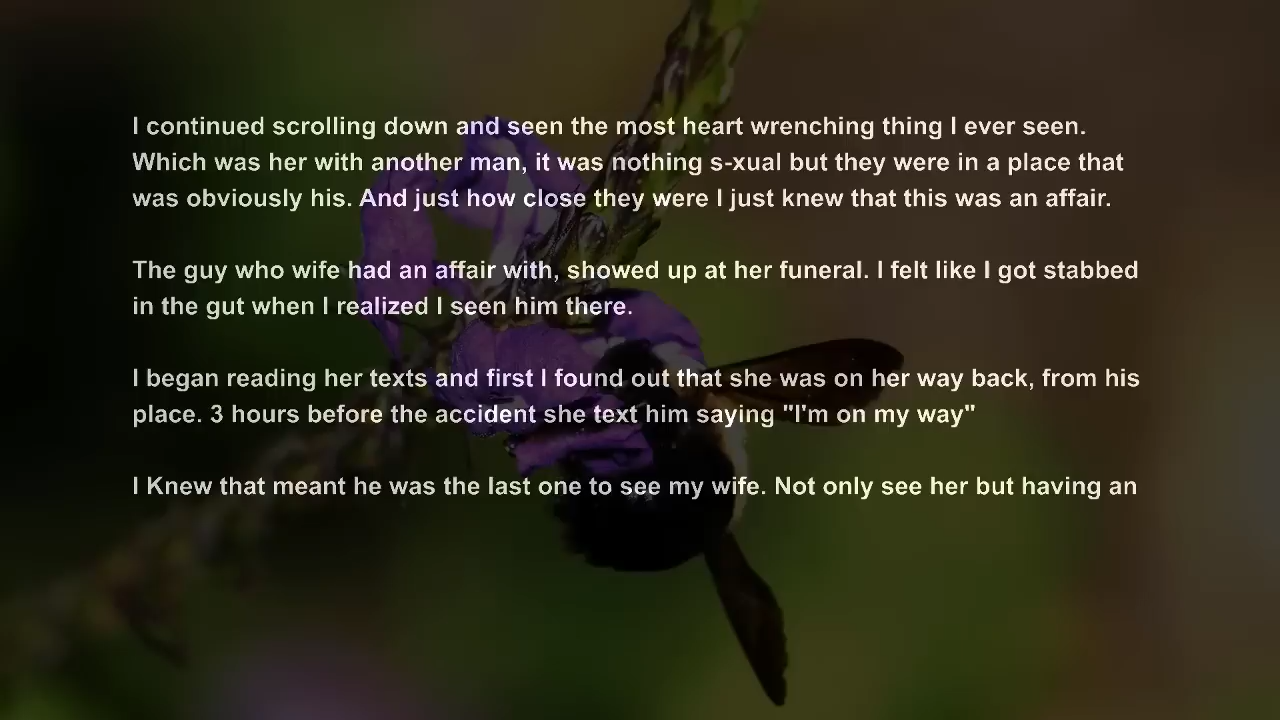 I continued scrolling down and seen the most heart wrenching thing I ever seen.
Which was her with another man, it was nothing s-xual but they were in a place that
was obviously his. And just how close they were I just knew that this was an affair.
The guy who wife had an affair with, showed up at her funeral. I felt like I got stabbed
in the gut when I realized I seen him there.
I began reading her texts and first I found out that she was on her way back, from his
place. 3 hours before the accident she text him saying "I'm on my way"
I Knew that meant he was the last one to see my wife. Not only see her but having an